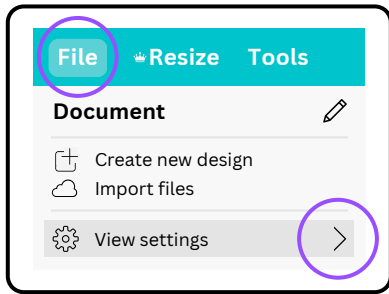 File Resize Tools
Document
Create new design
Import files
View settings